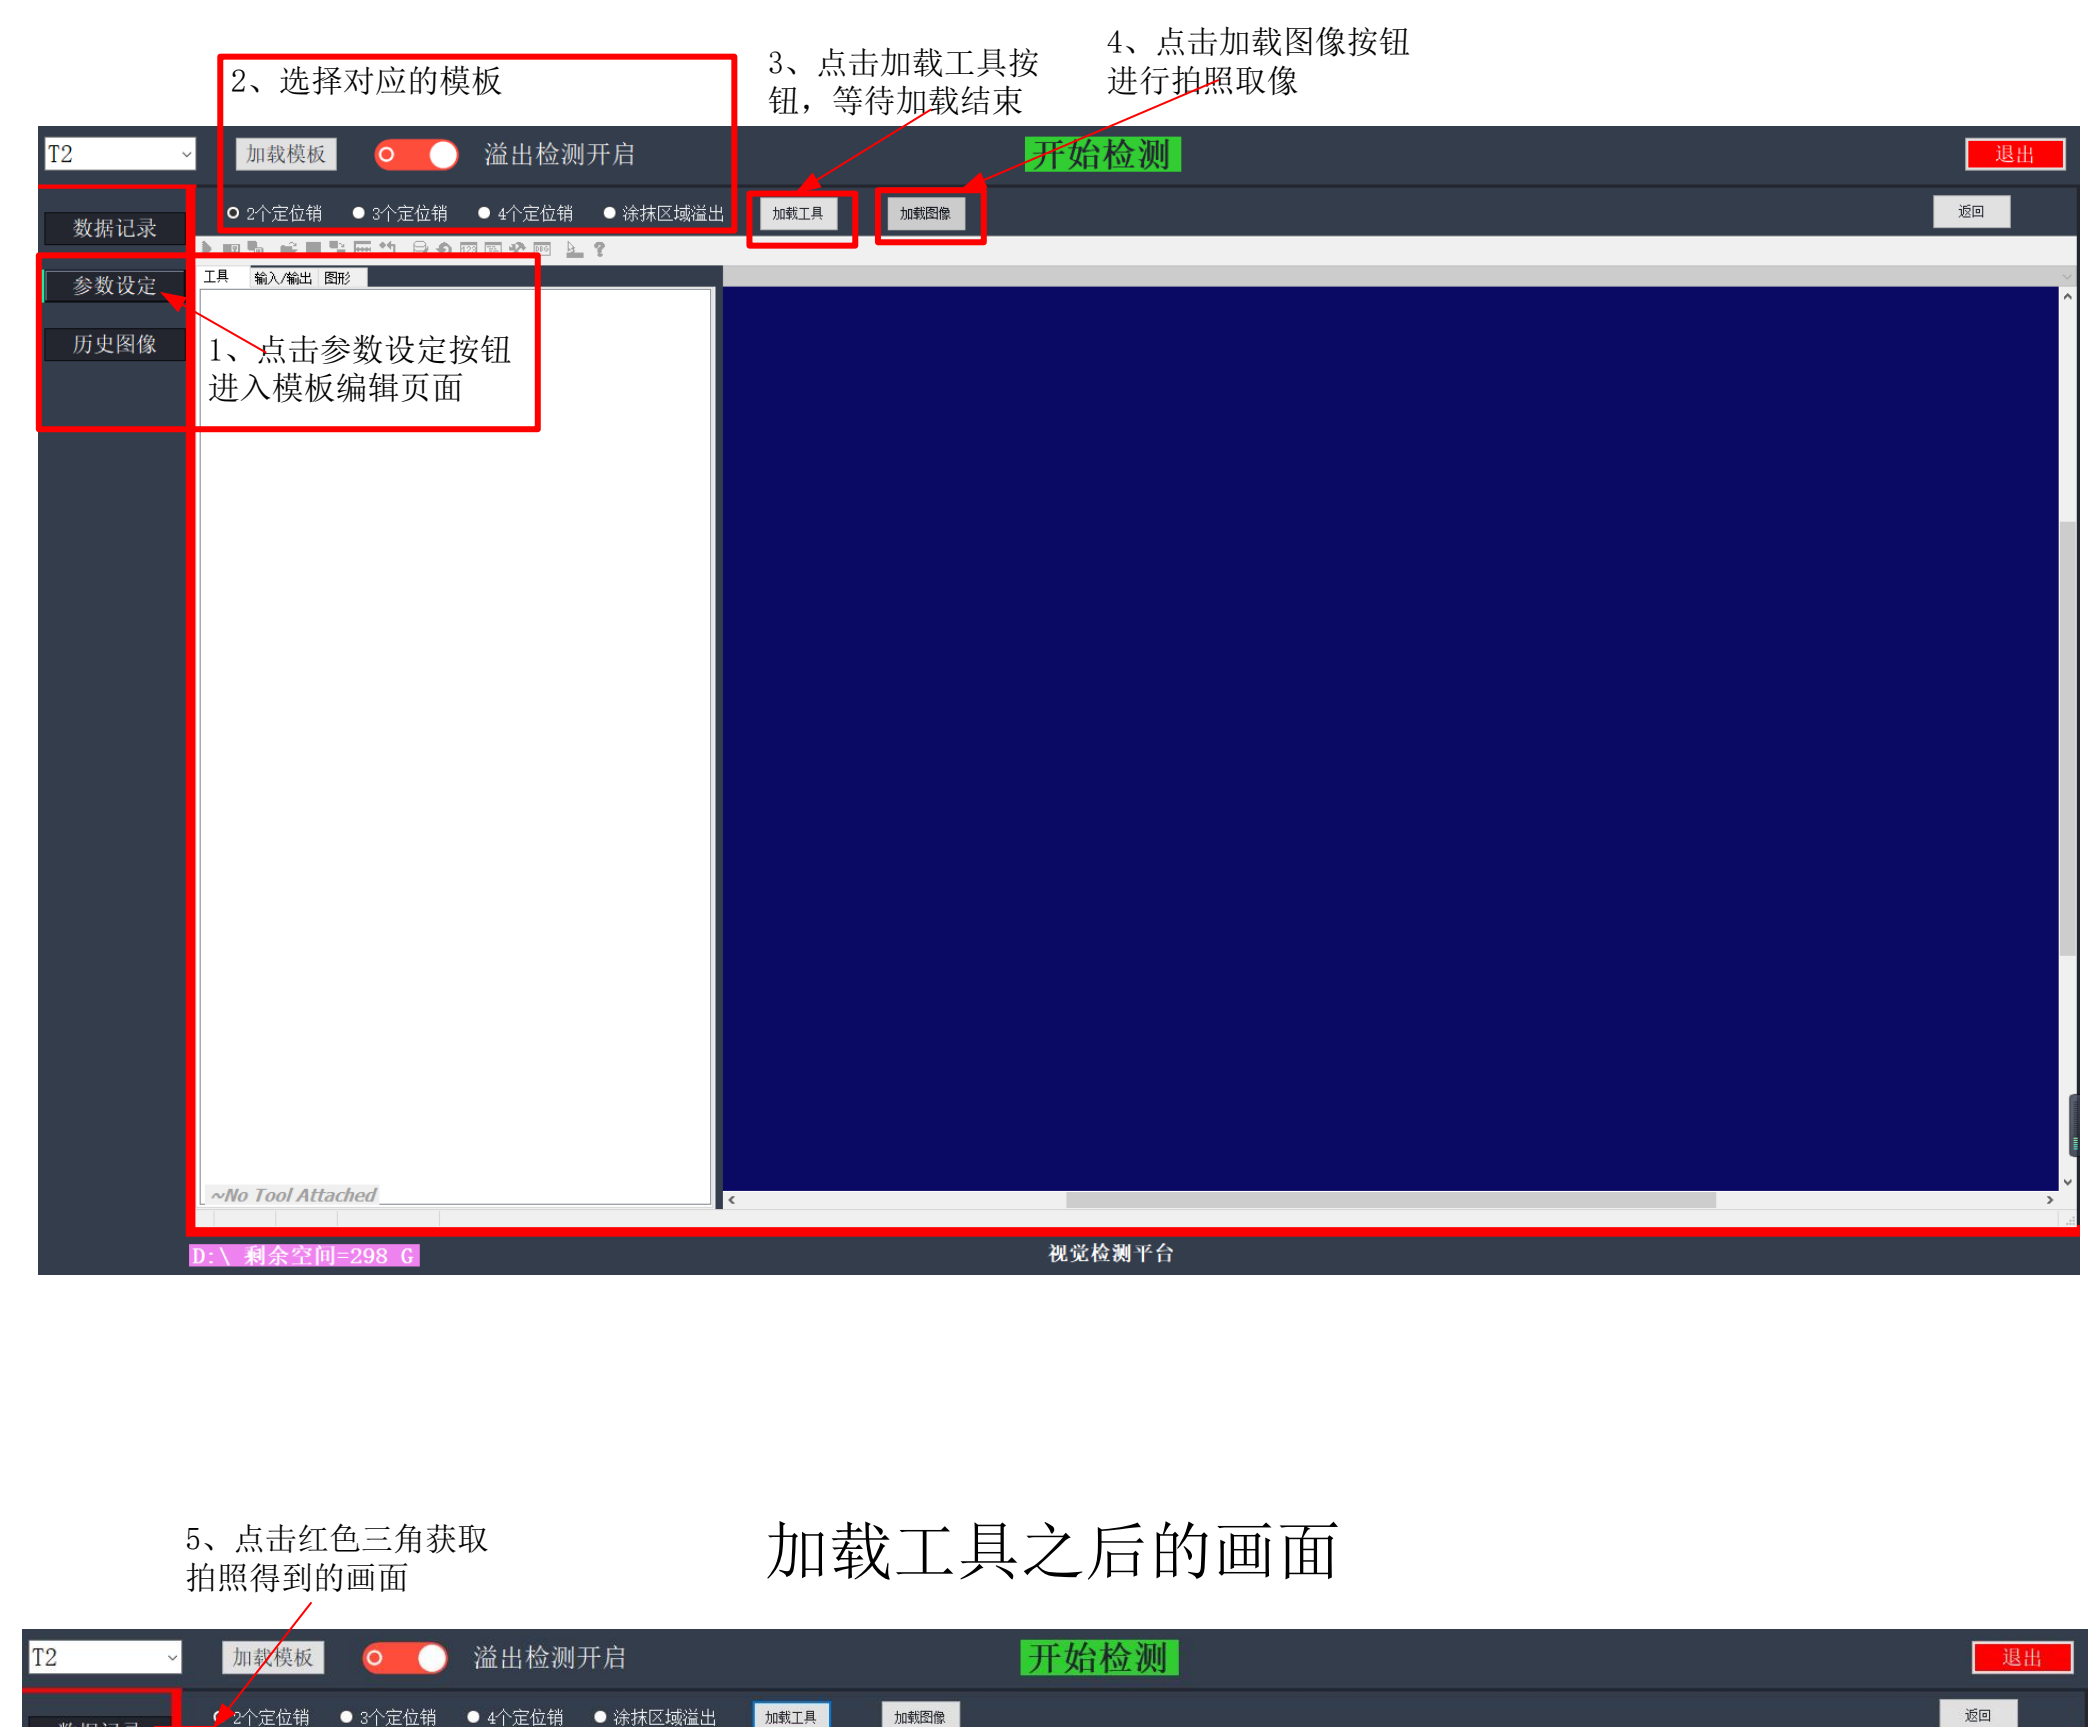 2、选择对应的模板
3、点击加载工具按
钮，等待加载结束
4、点击加载图像按钮
进行拍照取像
T2
加载模板
溢出检测开启
开始检测
退出
数据记录
2个定位销
3个定位销
4个定位销
涂抹区域溢出
加载工具
加载图像
返回
参数设定
工具
输入/输出
图形
历史图像
1、点击参数设定按钮
进入模板编辑页面
~No Tool Attached
D:\ 剩余空间=298 G
视觉检测平台
5、点击红色三角获取
拍照得到的画面
加载工具之后的画面
T2
加载模板
溢出检测开启
开始检测
退出
2个定位销
3个定位销
4个定位销
涂抹区域溢出
加载工具
加载图像
返回